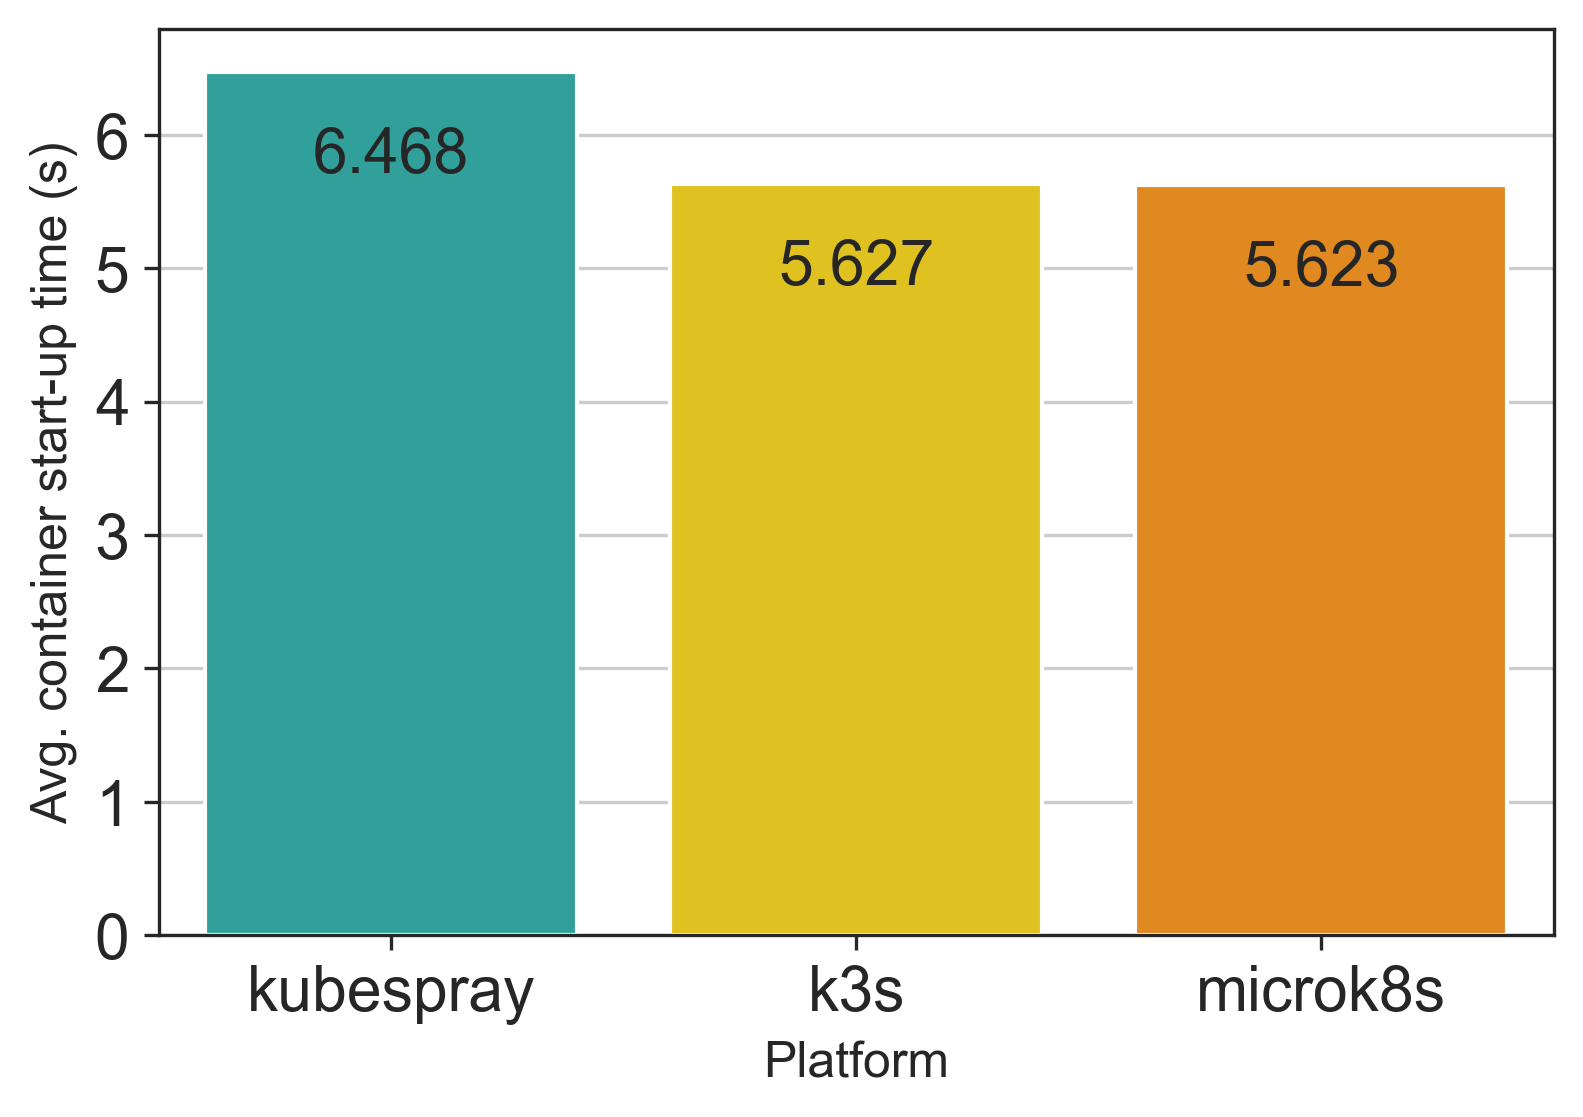 Avg. container start-up time (s)
6
5
4
3
2
1
0
6.468
5.627
5.623
kubespray
k3s
microk8s
Platform